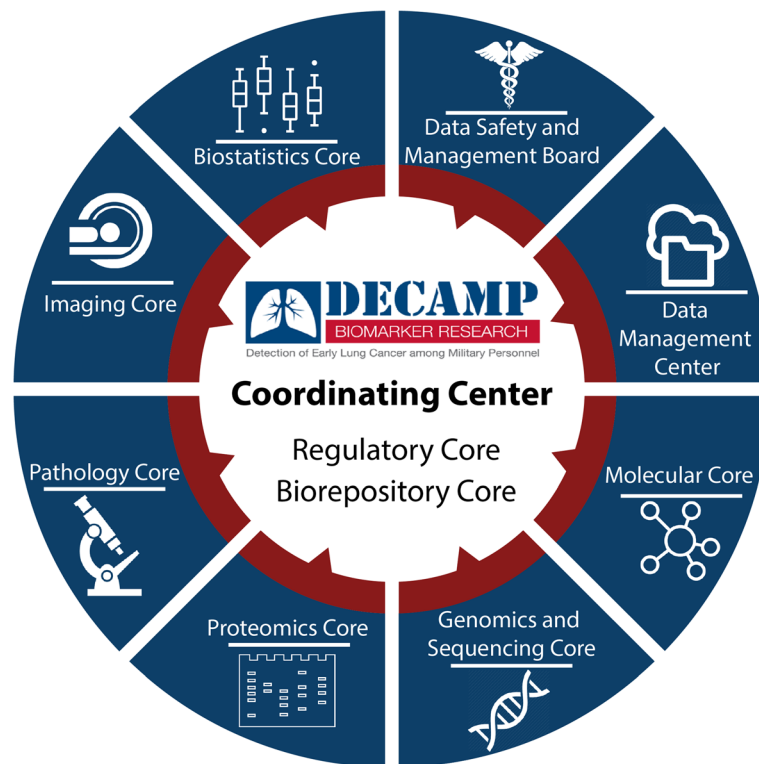 Biostatistics Core
Data Safety and
Management Board
Imaging Core
Data
Management
Center
DECAMP
BIOMARKER RESEARCH
Detection of Early Lung Cancer among Military Personnel
Coordinating Center
Regulatory Core
Biorepository Core
Pathology Core
Molecular Core
Proteomics Core
Genomics and
Sequencing Core